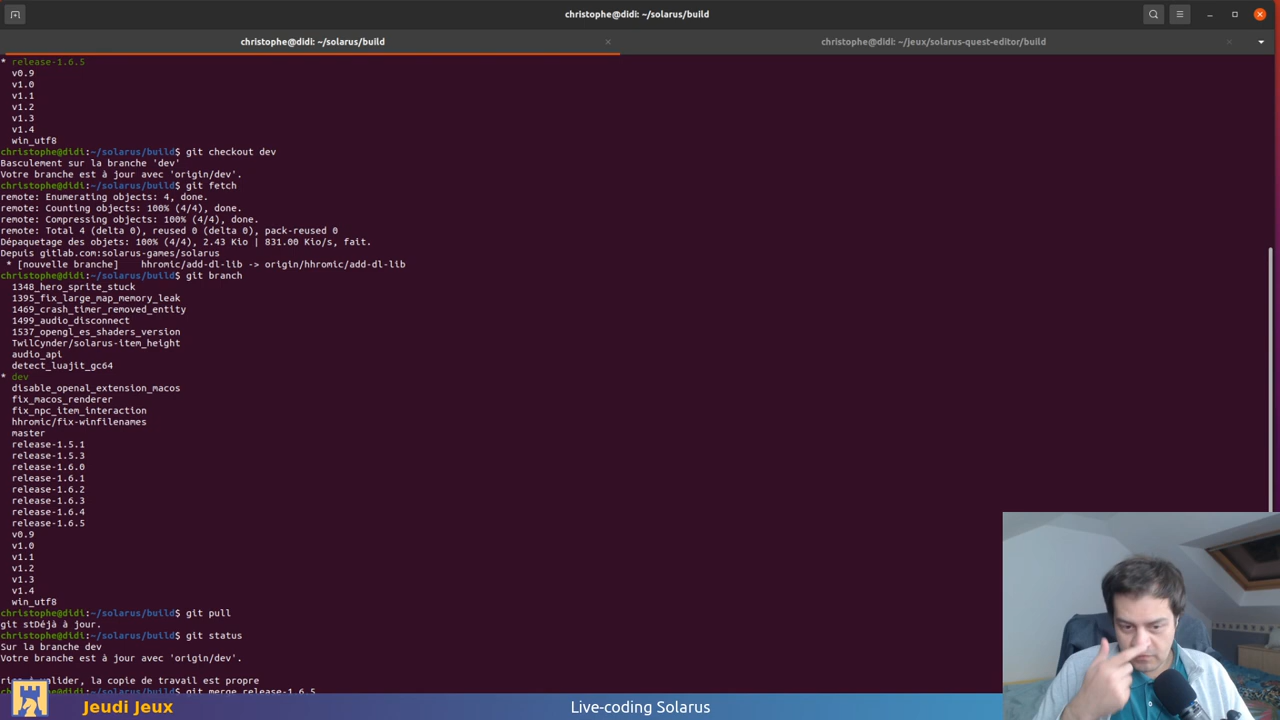 christophe@didi: ~/solarus/build
christophe@didi: ~/solarus/build
christophe@didi: ~/jeux/solarus-quest-editor/build
* release-1.6.5
v0.9
v1.0
v1.1
v1.2
v1.3
v1.4
win_utf8
christophe@didi:~/solarus/build$ git checkout dev
Basculement sur la branche 'dev'
Votre branche est à jour avec 'origin/dev'.
christophe@didi:~/solarus/build$ git fetch
remote: Enumerating objects: 4, done.
remote: Counting objects: 100% (4/4), done.
remote: Compressing objects: 100% (4/4), done.
remote: Total 4 (delta 0), reused 0 (delta 0), pack-reused 0
Dépaquetage des objets: 100% (4/4), 2.43 Kio | 831.00 Kio/s, fait.
Depuis gitlab.com:solarus-games/solarus
* [nouvelle branche] hhromic/add-dl-lib -> origin/hhromic/add-dl-lib
christophe@didi:~/solarus/build$ git branch
1348_hero_sprite_stuck
1395_fix_large_map_memory_leak
1469_crash_timer_removed_entity
1499_audio_disconnect
1537_opengl_es_shaders_version
TwilCynder/solarus-item_height
audio_api
detect_luajit_gc64
* dev
disable_openal_extension_macos
fix_macos_renderer
fix_npc_item_interaction
hhromic/fix-winfilenames
master
release-1.5.1
release-1.5.3
release-1.6.0
release-1.6.1
release-1.6.2
release-1.6.3
release-1.6.4
release-1.6.5
v0.9
v1.0
v1.1
v1.2
v1.3
v1.4
win_utf8
christophe@didi:~/solarus/build$ git pull
git stDéjà à jour.
christophe@didi:~/solarus/build$ git status
Sur la branche dev
Votre branche est à jour avec 'origin/dev'.
valider, la copie de travail est propre
git merge release-1.6.5
Jeudi Jeux
Live-coding Solarus